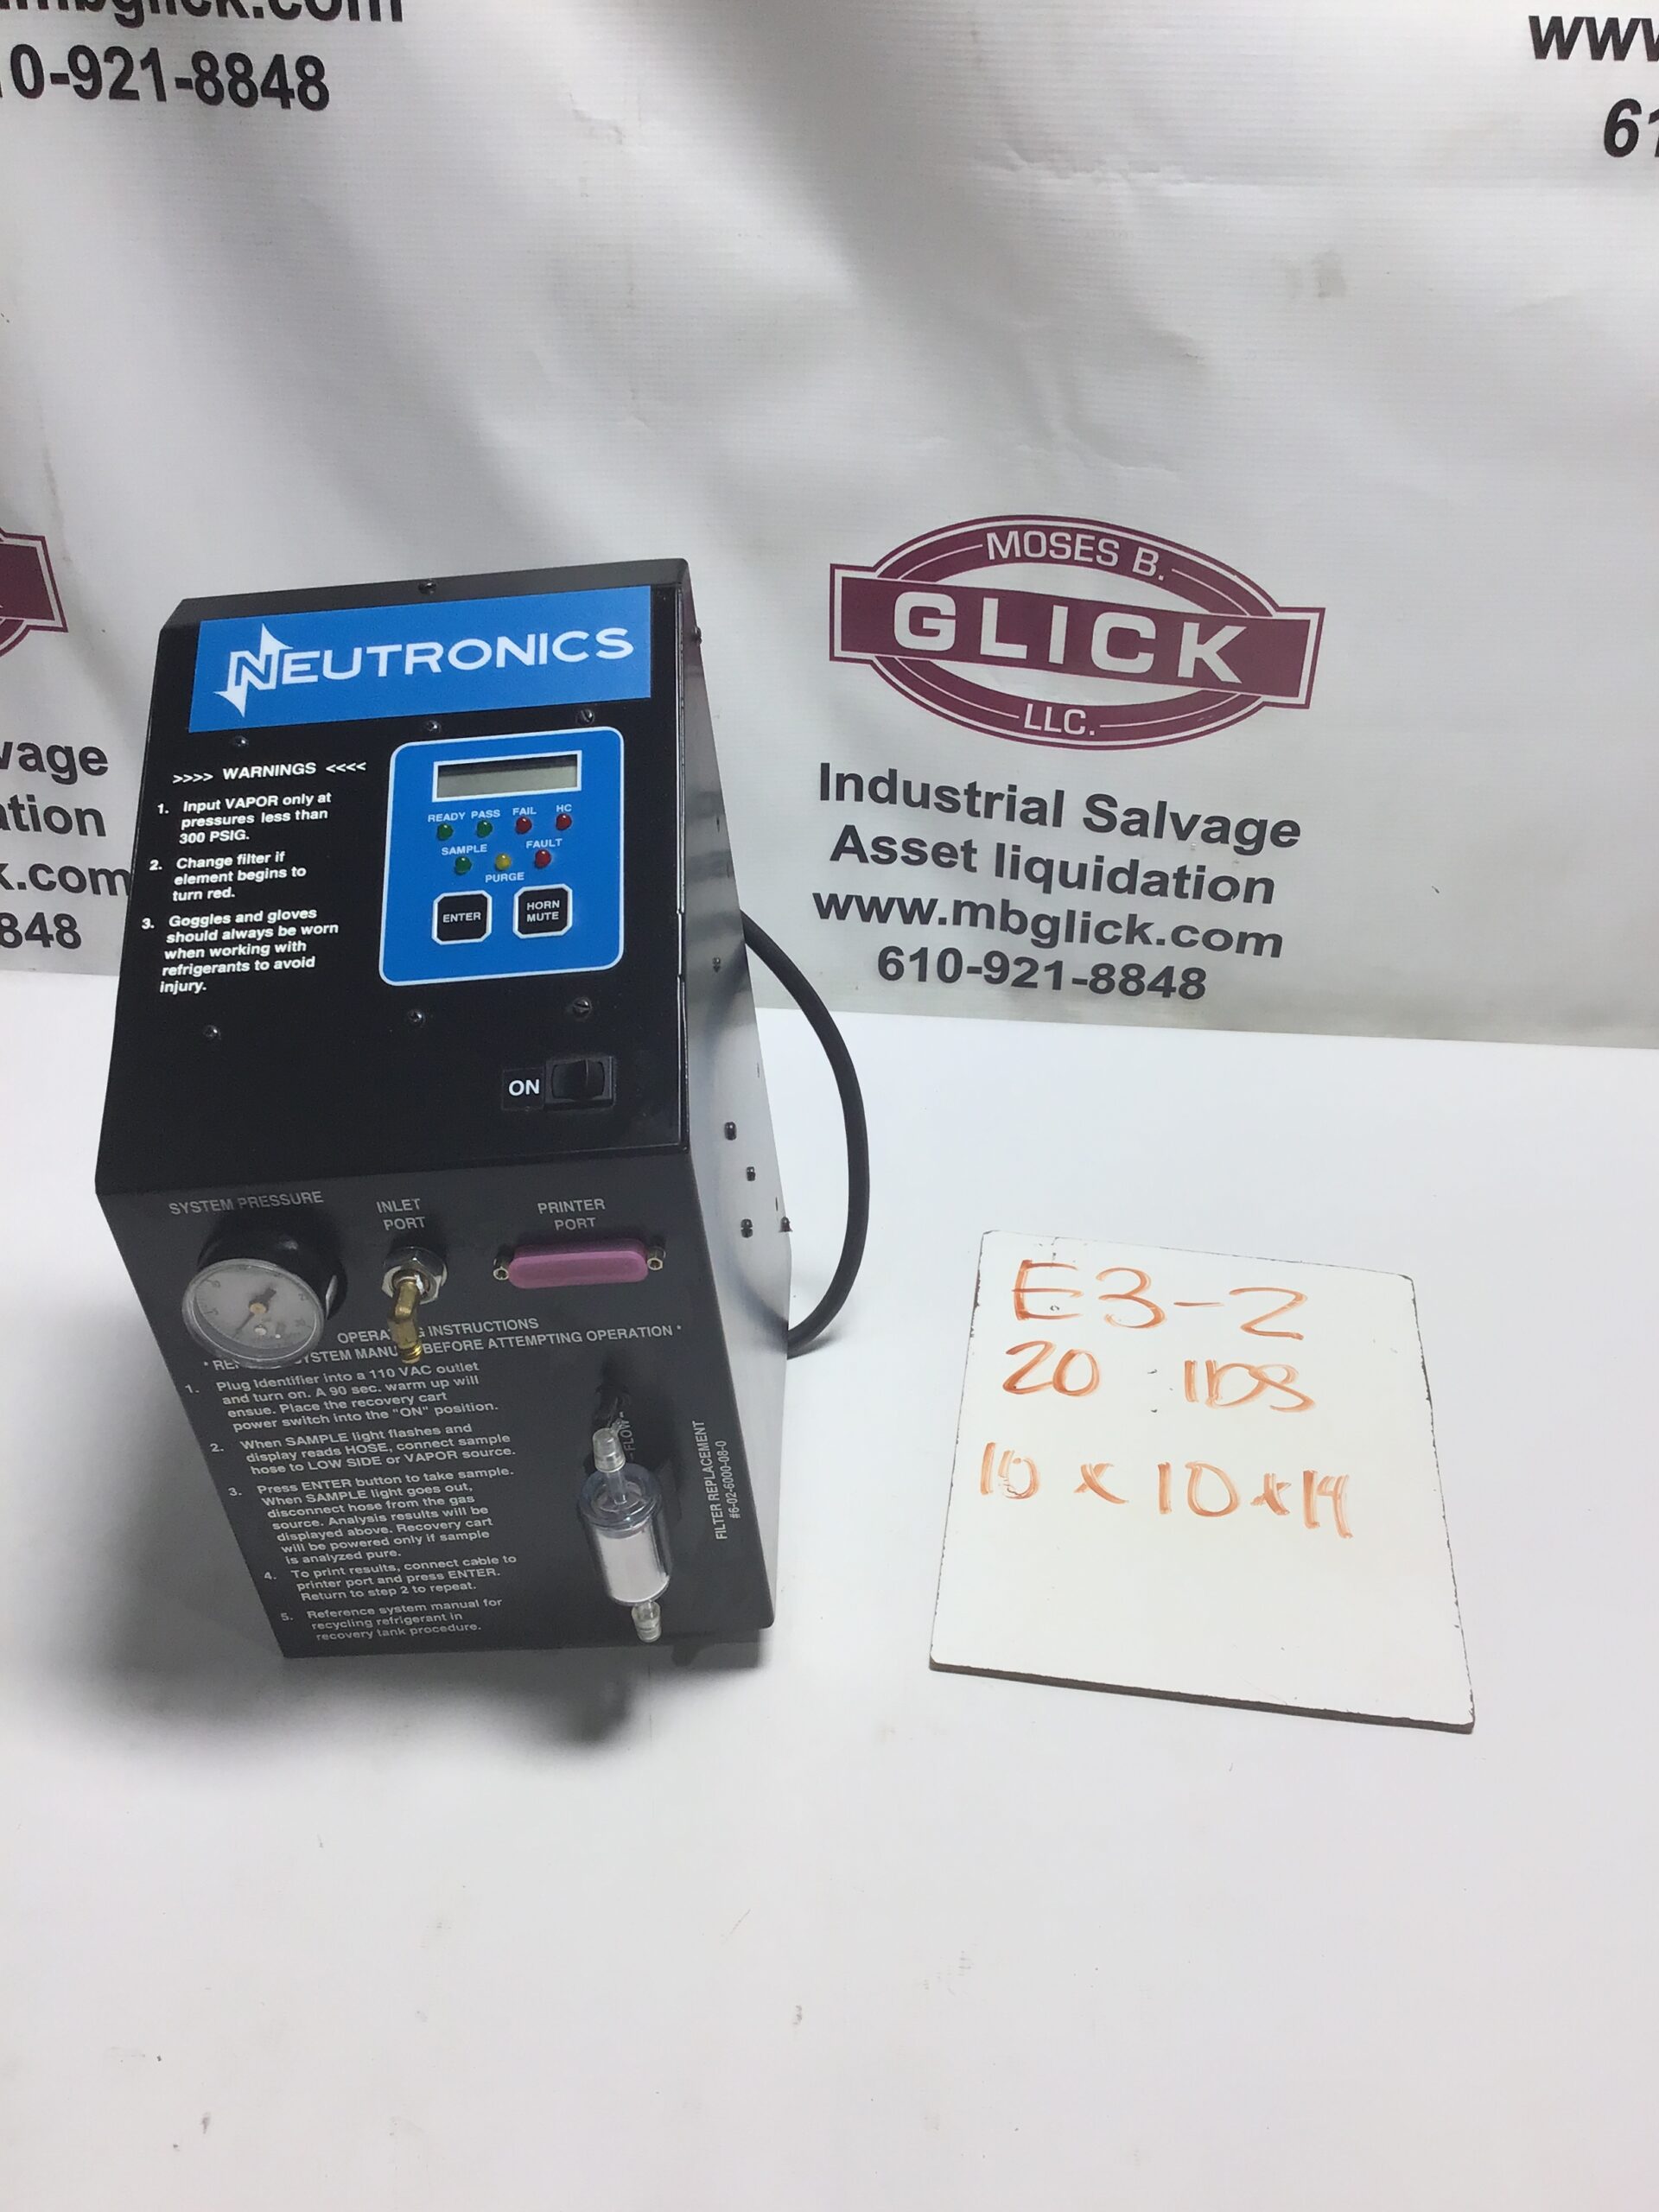 0-921-8848
www
61
MOSES B.
GLICK
LLC.
Industrial Salvage
Asset liquidation
www.mbglick.com
610-921-8848
848
NEUTRONICS
>>>> WARNINGS <<<<
1. Input VAPOR only at
pressures less than
300 PSIG.
2. Change filter if
element begins to
turn red.
3. Goggles and gloves
should always be worn
when working with
refrigerants to avoid
injury.
READY PASS FAIL HC
SAMPLE FAULT
PURGE
ENTER
HORN
MUTE
ON
SYSTEM PRESSURE
INLET
PORT
PRINTER
PORT
INSTRUCTIONS
BEFORE ATTEMPTING OPERATION *
1. Plug Identifier into a 110 VAC outlet
and turn on. A 90 sec. warm up will
ensue. Place the recovery cart
power switch into the "ON" position.
2. When SAMPLE light flashes and
display reads HOSE, connect sample
hose to LOW SIDE or VAPOR source.
3. Press ENTER button to take sample.
When SAMPLE light goes out,
disconnect hose from the gas
source. Analysis results will be
displayed above. Recovery cart
will be powered only if sample
is analyzed pure.
4. To print results, connect cable to
printer port and press ENTER.
Return to step 2 to repeat.
5. Reference system manual for
recycling refrigerant in
recovery tank procedure.
FLOW
FILTER REPLACEMENT
#6-02-6000-08-0
E3-2
20 lbs
10 x 10 x 14